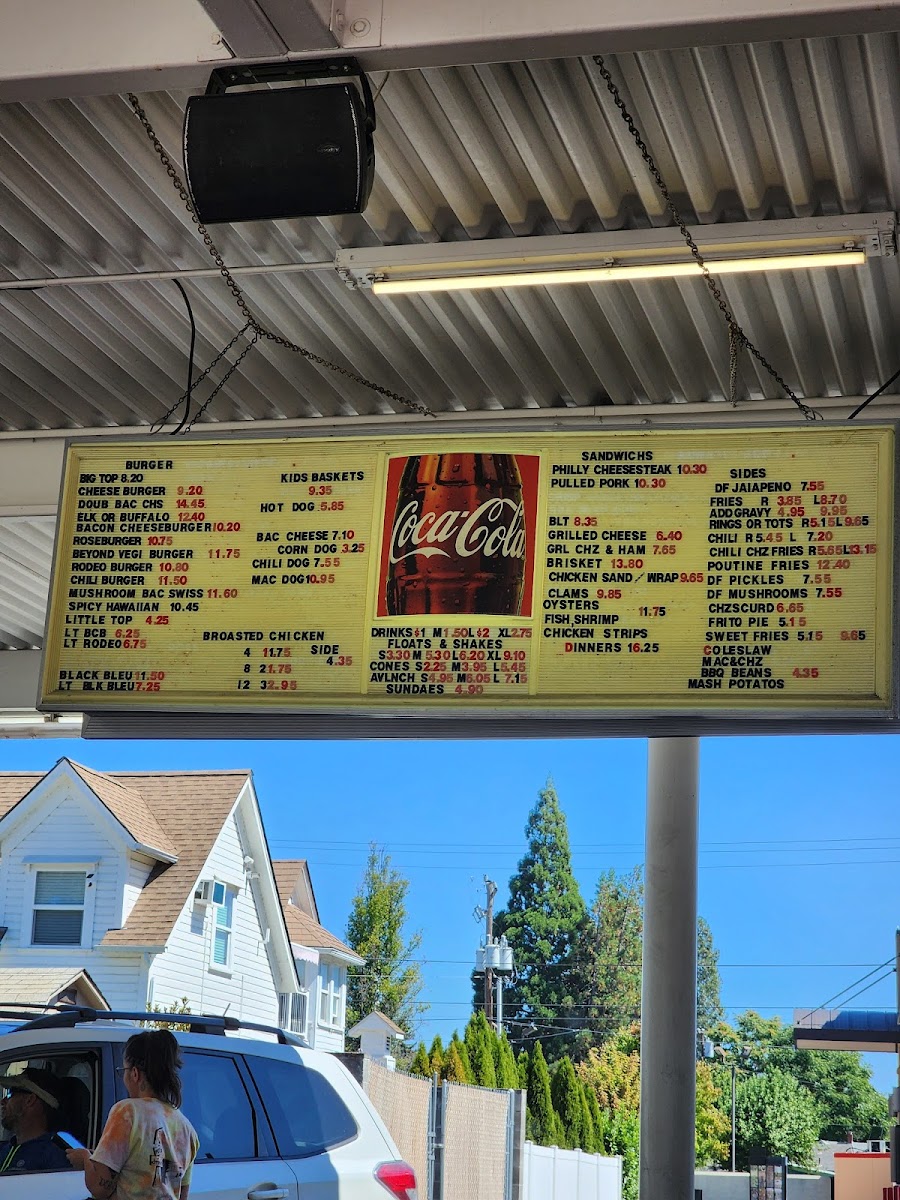 BURGER
BIG TOP 8.20
CHEESE BURGER 9.20
DOUB BAC CHS 14.45
ELK OR BUFFALO 12.40
BACON CHEESEBURGER 10.20
ROSEBURGER 10.75
BEYOND VEGI BURGER 11.75
RODEO BURGER 10.80
CHILI BURGER 11.50
MUSHROOM BAC SWISS 11.60
SPICY HAWAIIAN 10.45
LITTLE TOP 4.25
LT BCB 6.25
LT RODEO 6.75
BLACK BLEU 11.50
LT BLK BLEU 7.25
KIDS BASKETS
9.35
HOT DOG 5.85
BAC CHEESE 7.10
CORN DOG 3.25
CHILI DOG 7.55
MAC DOG 10.95
BROASTED CHICKEN
4 11.75 SIDE
4.35
8 21.75
12 32.95
Coca-Cola
DRINKS $1 M 1.50 L $2 XL 2.75
FLOATS & SHAKES
S 3.30 M 5.30 L 6.20 XL 9.10
CONES S 2.25 M 3.95 L 5.45
AVLNCH S 4.95 M 6.05 L 7.15
SUNDAES 4.90
SANDWICHS
PHILLY CHEESESTEAK 10.30
PULLED PORK 10.30
BLT 8.35
GRILLED CHEESE 6.40
GRL CHZ & HAM 7.65
BRISKET 13.80
CHICKEN SAND / WRAP 9.65
CLAMS 9.85
OYSTERS
11.75
FISH,SHRIMP
CHICKEN STRIPS
DINNERS 16.25
SIDES
DF JAlAPENO 7.55
FRIES R 3.85 L 8.70
ADD GRAVY 4.95 9.95
RINGS OR TOTS R 5.15 L 9.65
CHILI R 5.45 L 7.20
CHILI CHZ FRIES R 5.65 L 13.15
POUTINE FRIES 12.40
DF PICKLES 7.55
DF MUSHROOMS 7.55
CHZSCURD 6.65
FRITO PIE 5.15
SWEET FRIES 5.15 9.65
COLESLAW
MAC&CHZ
BBQ BEANS 4.35
MASH POTATOS